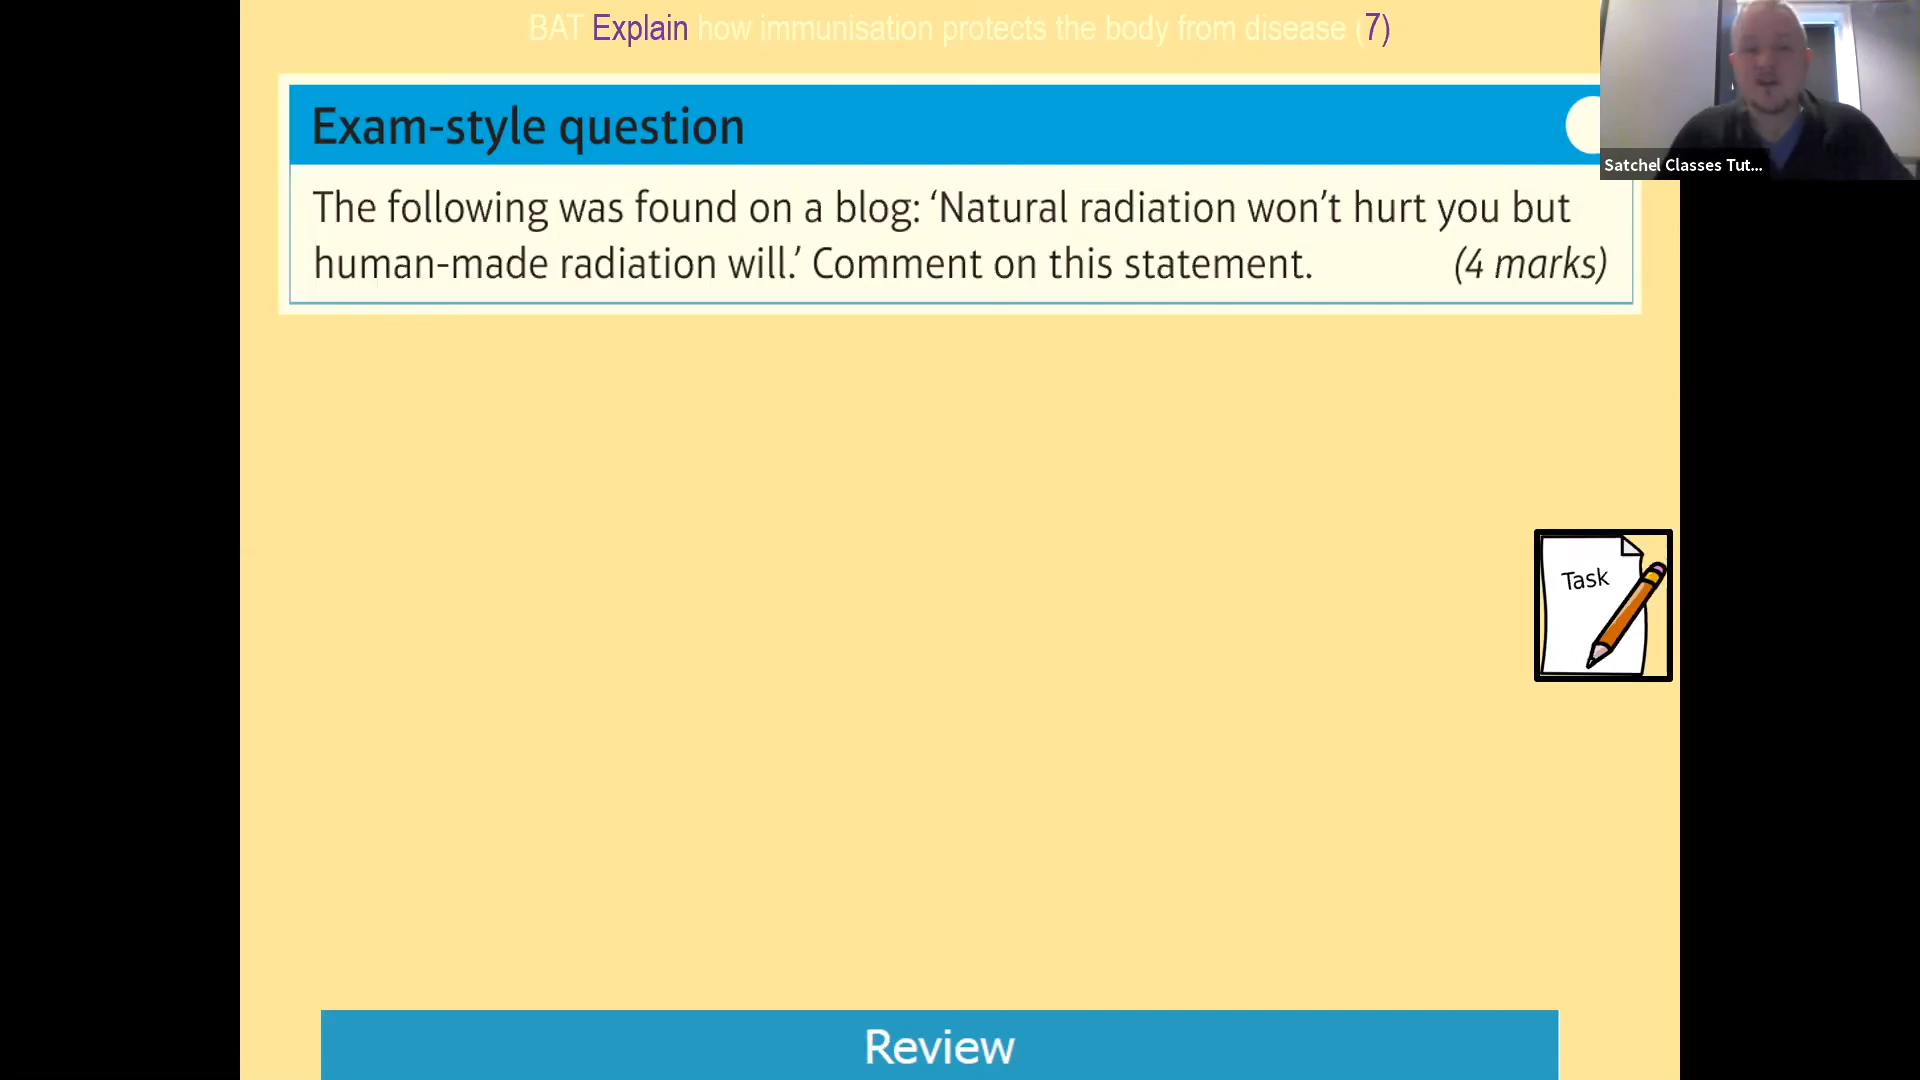 BAT Explain how immunisation protects the body from disease (7)
Exam-style question
The following was found on a blog: ‘Natural radiation won’t hurt you but
human-made radiation will.’ Comment on this statement. (4 marks)
Satchel Classes Tut...
Task
Review